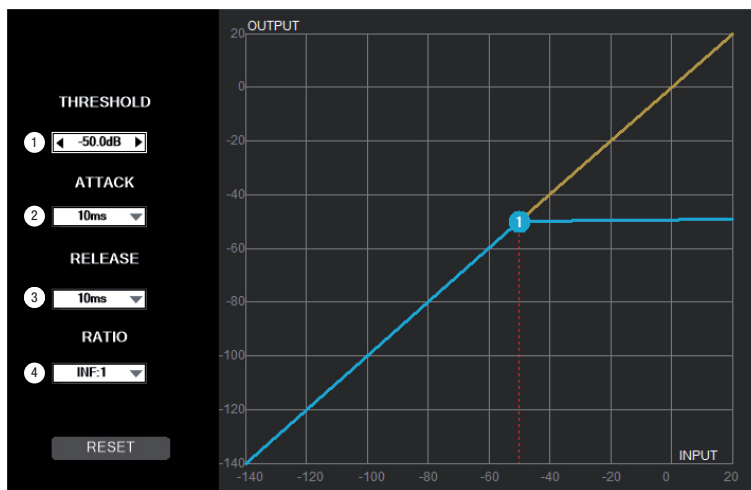 THRESHOLD
1 -50.0dB
ATTACK
2 10ms
RELEASE
3 10ms
RATIO
4 INF:1
RESET
OUTPUT
20
0
-20
-40
1
-60
-80
-100
-120
-140
INPUT
-140 -120 -100 -80 -60 -40 -20 0 20